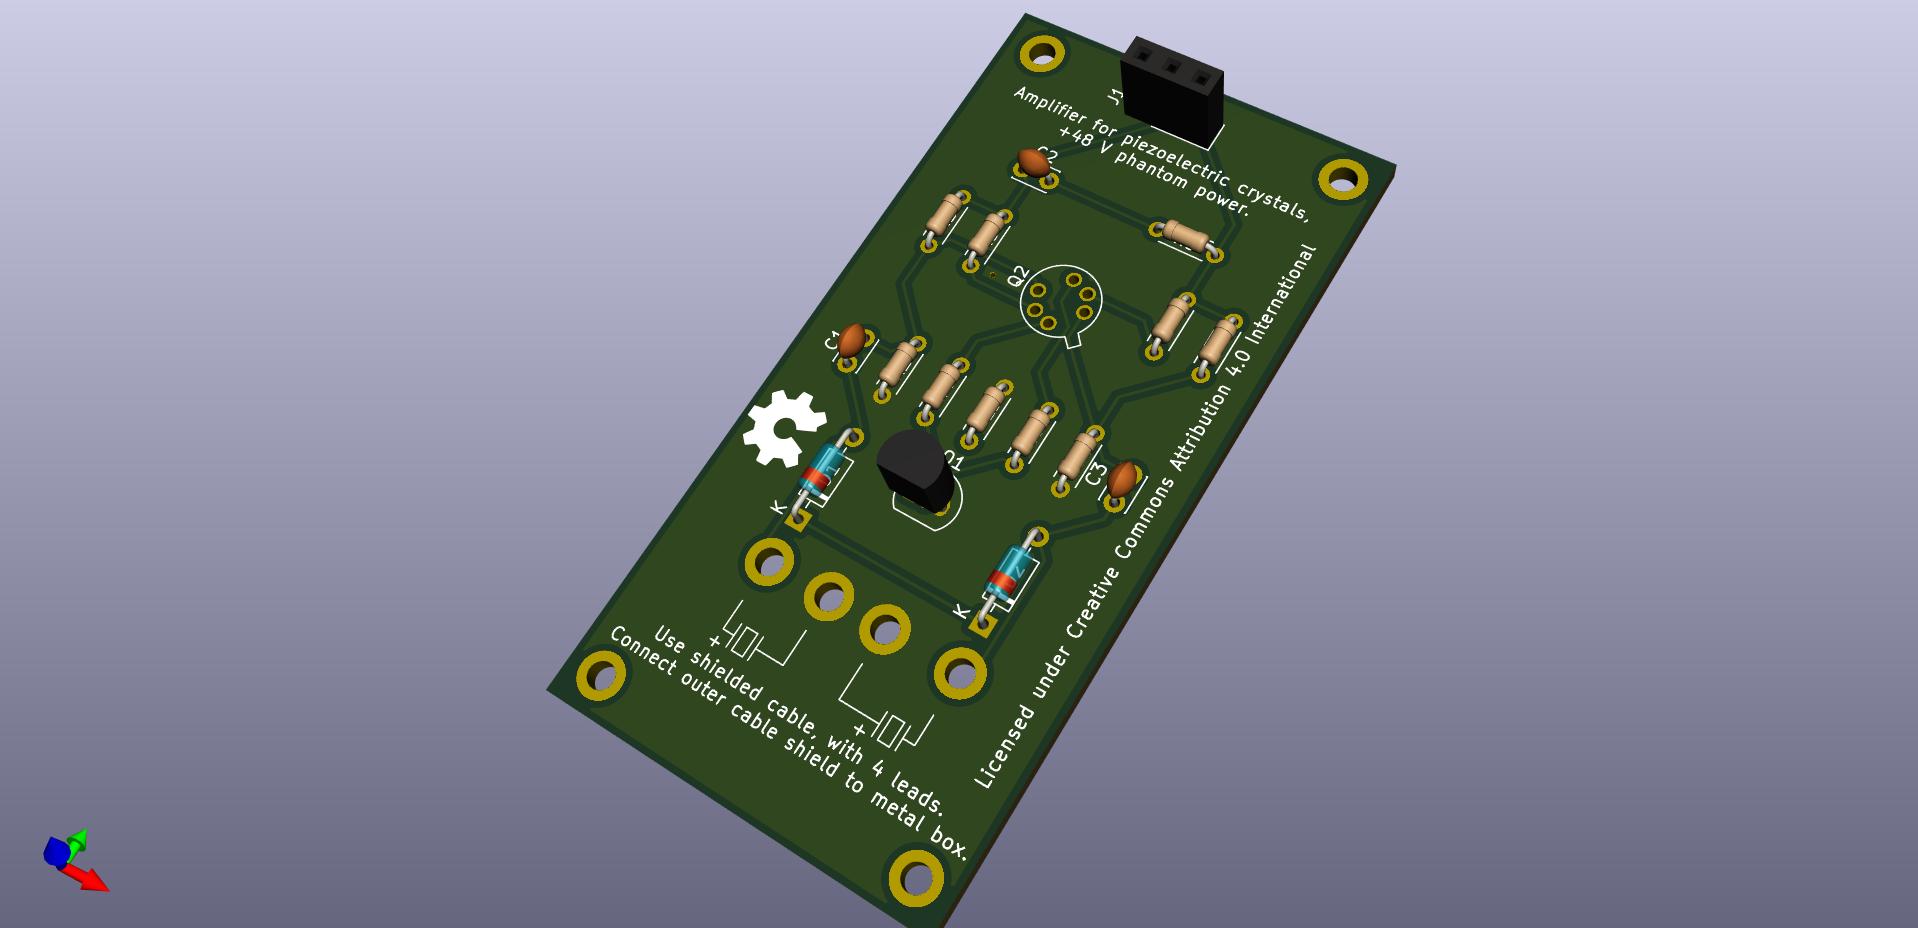 J1
Amplifier for piezoelectric crystals,
+48 V phantom power.
C2
Q2
C1
Q1
C3
K
K
+
+
Use shielded cable, with 4 leads.
Connect outer cable shield to metal box.
Licensed under Creative Commons Attribution 4.0 International